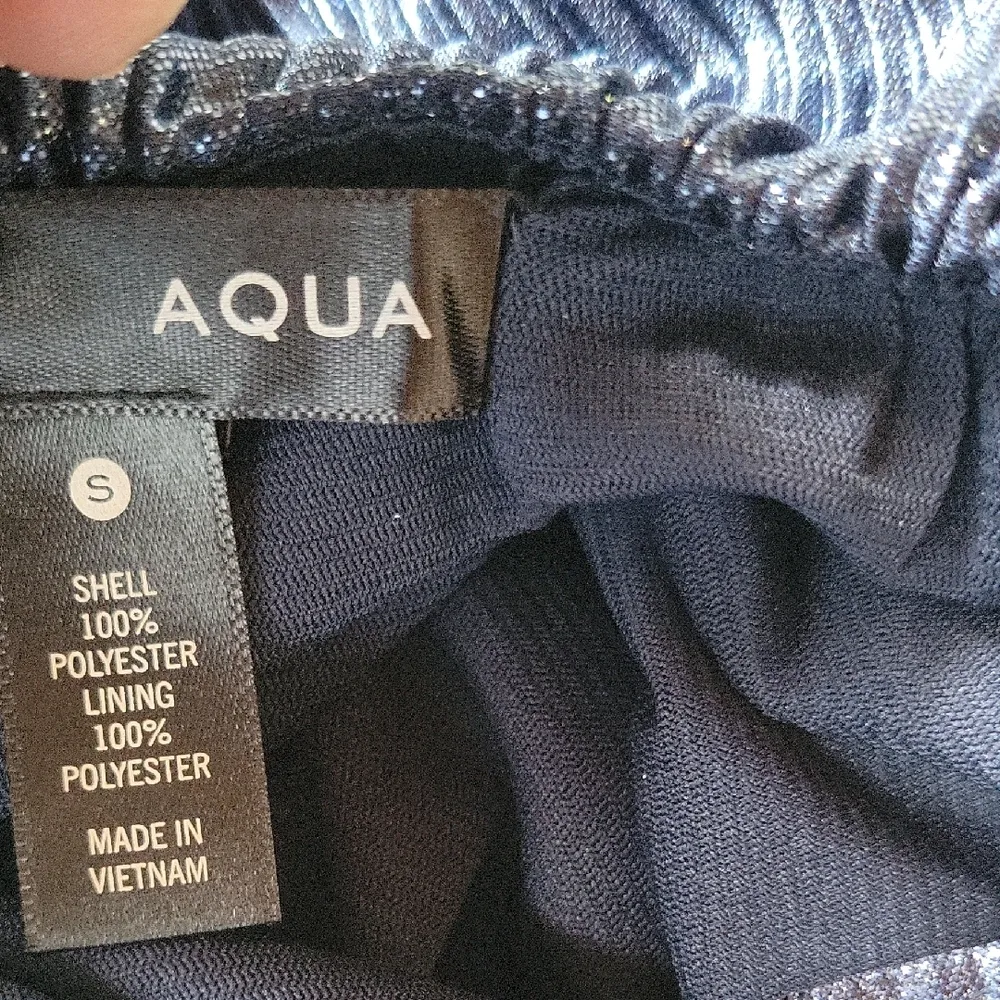 AQUA
S
SHELL
100%
POLYESTER
LINING
100%
POLYESTER
MADE IN
VIETNAM